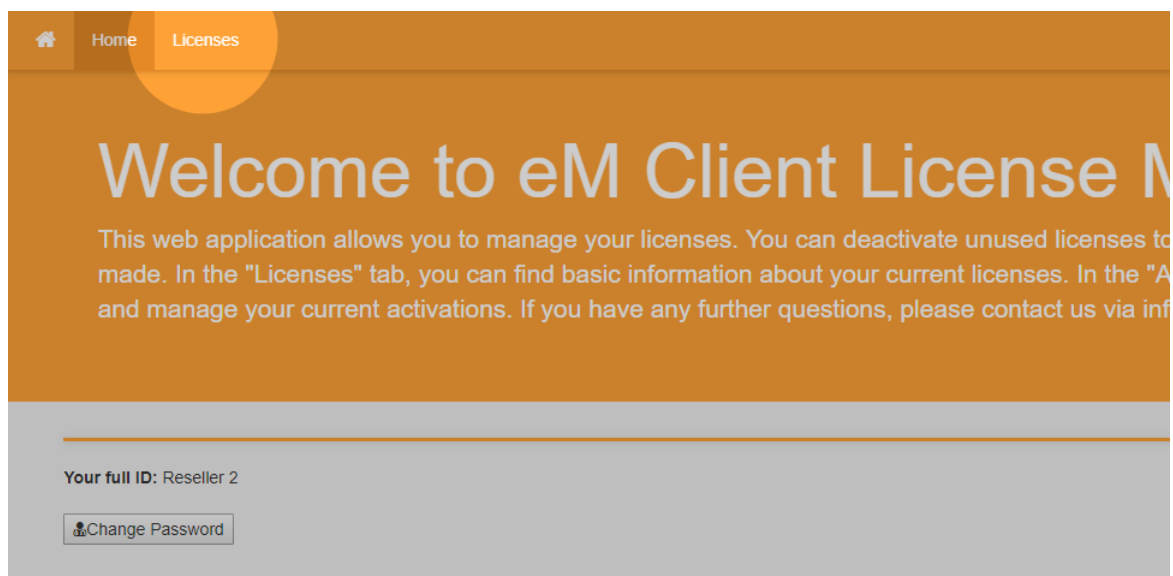 Home Licenses
Welcome to eM Client License
This web application allows you to manage your licenses. You can deactivate unused licenses to
made. In the "Licenses" tab, you can find basic information about your current licenses. In the "A
and manage your current activations. If you have any further questions, please contact us via inf
Your full ID: Reseller 2
Change Password